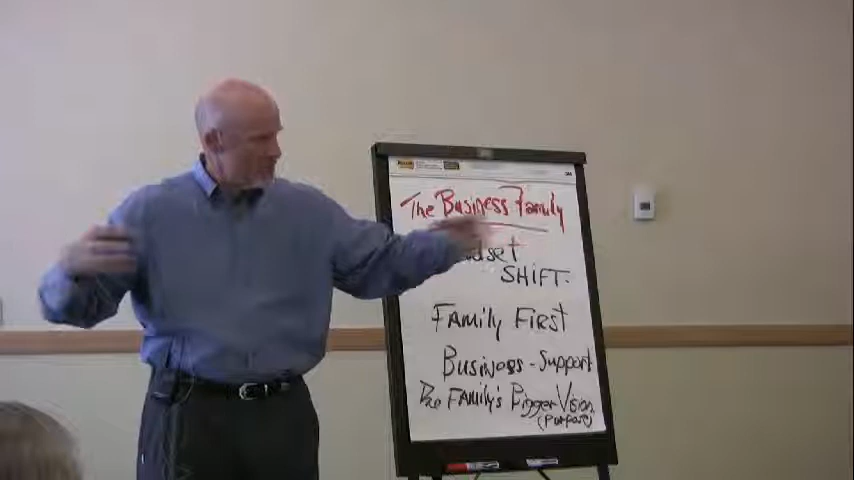 The Business Family
SHIFT.
Family First
Business - Support
the Family's Bigger Vision
(Purpose)